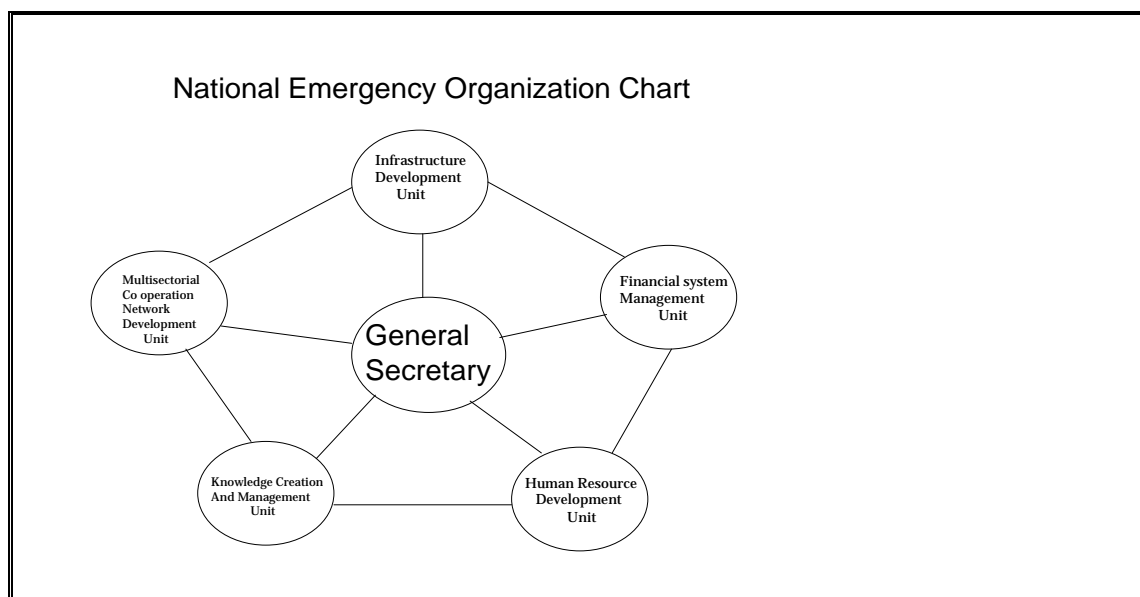 National Emergency Organization Chart
Infrastructure
Development
Unit
Multisectorial
Co operation
Network
Development
Unit
Financial system
Management
Unit
General
Secretary
Knowledge Creation
And Management
Unit
Human Resource
Development
Unit